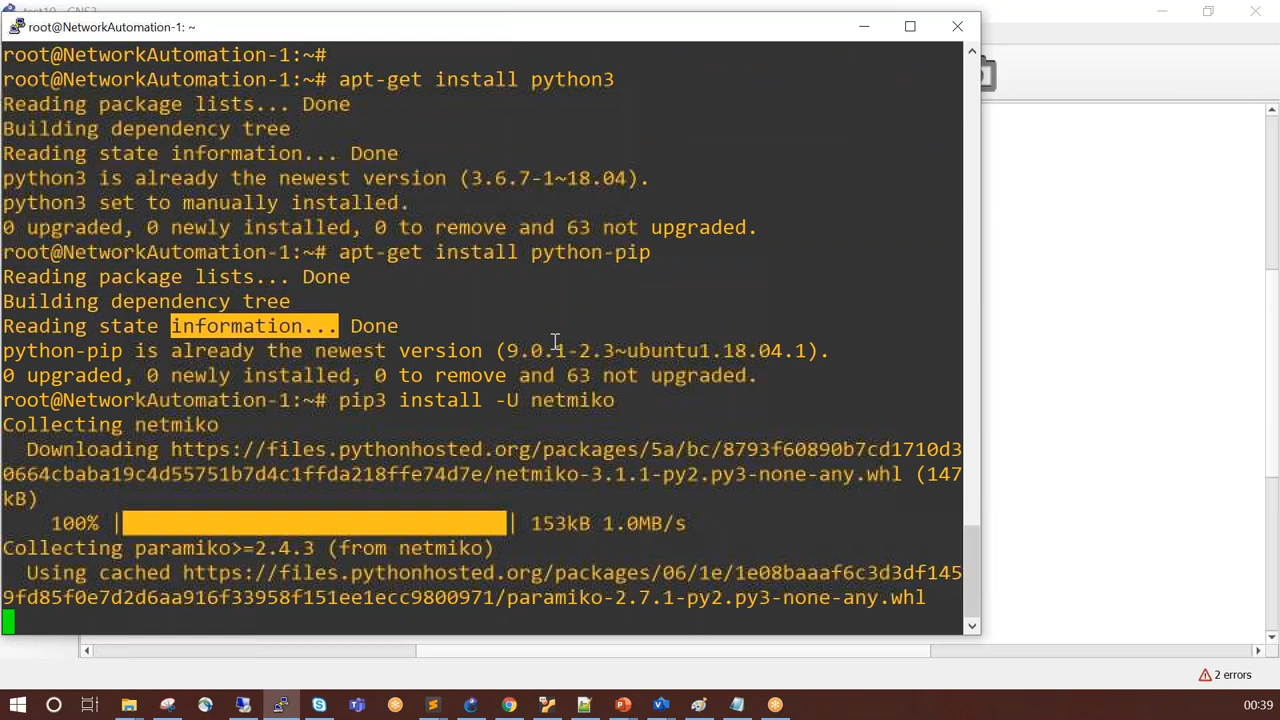 test10 - GNS3
root@NetworkAutomation-1: ~
root@NetworkAutomation-1:~#
root@NetworkAutomation-1:~# apt-get install python3
Reading package lists... Done
Building dependency tree
Reading state information... Done
python3 is already the newest version (3.6.7-1~18.04).
python3 set to manually installed.
0 upgraded, 0 newly installed, 0 to remove and 63 not upgraded.
root@NetworkAutomation-1:~# apt-get install python-pip
Reading package lists... Done
Building dependency tree
Reading state information... Done
python-pip is already the newest version (9.0.1-2.3~ubuntu1.18.04.1).
0 upgraded, 0 newly installed, 0 to remove and 63 not upgraded.
root@NetworkAutomation-1:~# pip3 install -U netmiko
Collecting netmiko
Downloading https://files.pythonhosted.org/packages/5a/bc/8793f60890b7cd1710d3
0664cbaba19c4d55751b7d4c1ffda218ffe74d7e/netmiko-3.1.1-py2.py3-none-any.whl (147
kB)
100% |                                | 153kB 1.0MB/s
Collecting paramiko>=2.4.3 (from netmiko)
Using cached https://files.pythonhosted.org/packages/06/1e/1e08baaaf6c3d3df145
9fd85f0e7d2d6aa916f33958f151ee1ecc9800971/paramiko-2.7.1-py2.py3-none-any.whl
2 errors
00:39